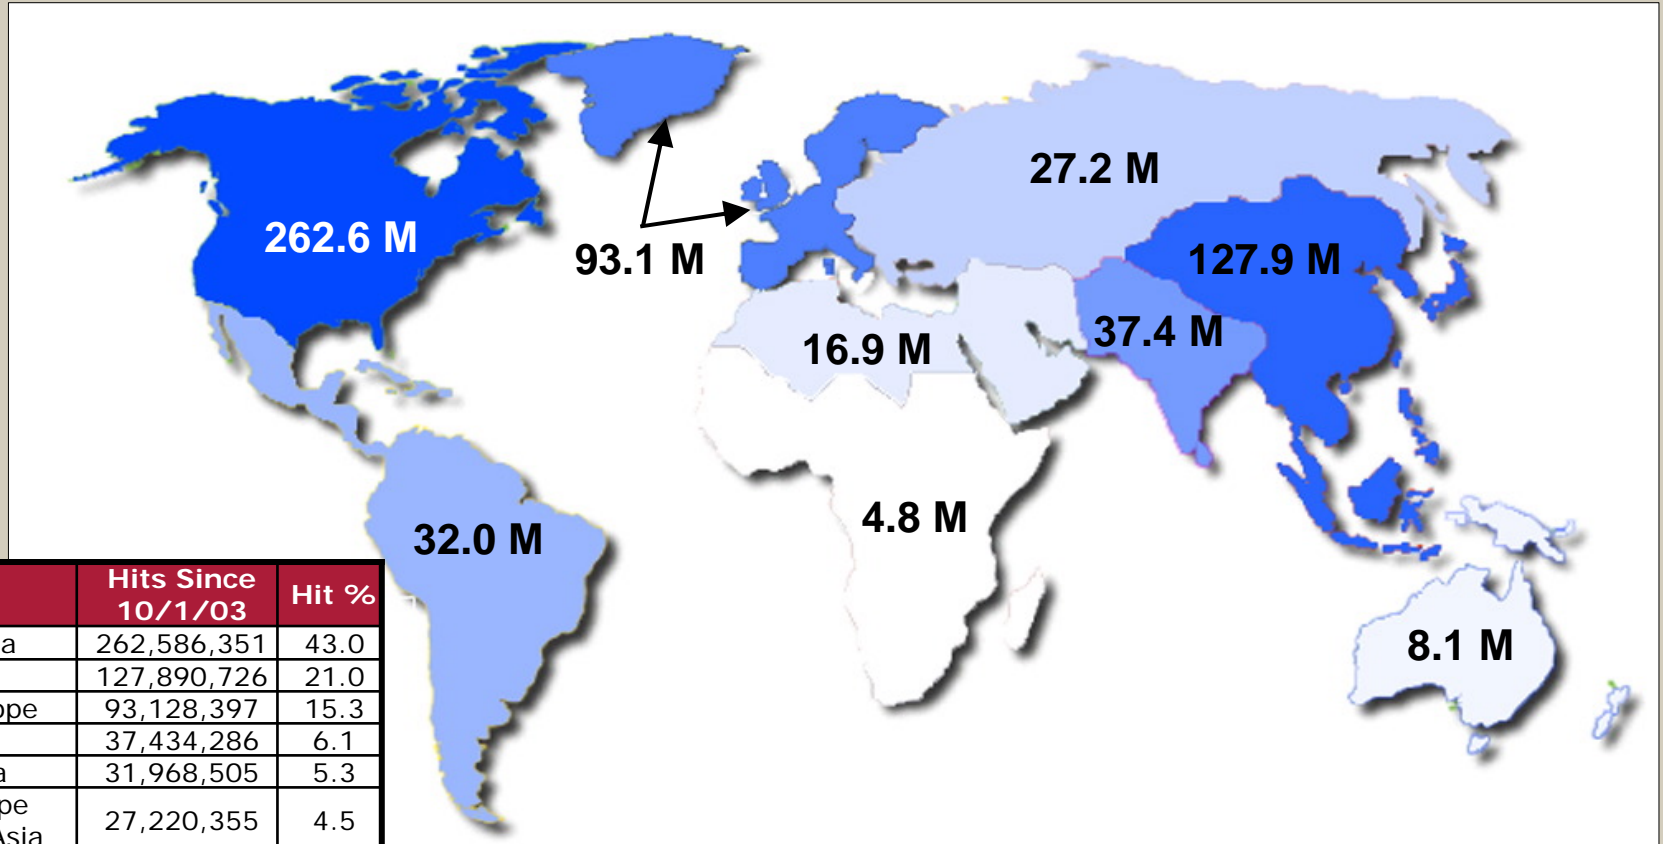 27.2 M
262.6 M
93.1 M
127.9 M
37.4 M
16.9 M
4.8 M
32.0 M
8.1 M
Hits Since
10/1/03
Hit %
262,586,351 43.0
127,890,726 21.0
93,128,397 15.3
37,434,286 6.1
31,968,505 5.3
27,220,355 4.5